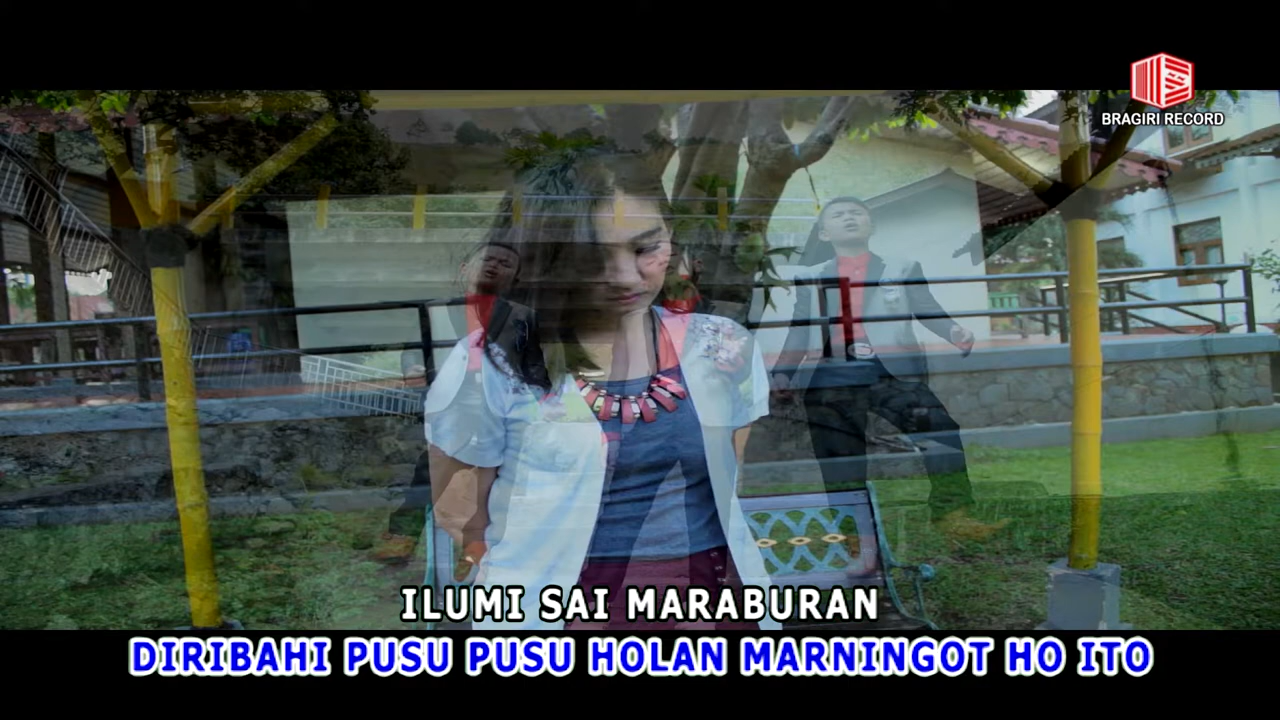 BRAGIRI RECORD
ILUMI SAI MARABURAN
DIRIBAHI PUSU PUSU HOLAN MARNINGOT HO ITO